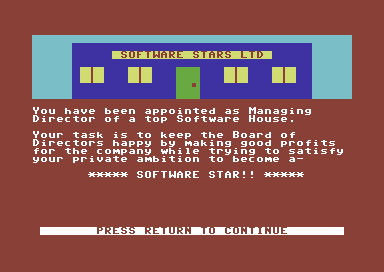 SOFTWARE STARS LTD
You have been appointed as Managing
Director of a top Software House.
Your task is to keep the Board of
Directors happy by making good profits
for the company while trying to satisfy
your private ambition to become a-
***** SOFTWARE STAR!! *****
PRESS RETURN TO CONTINUE